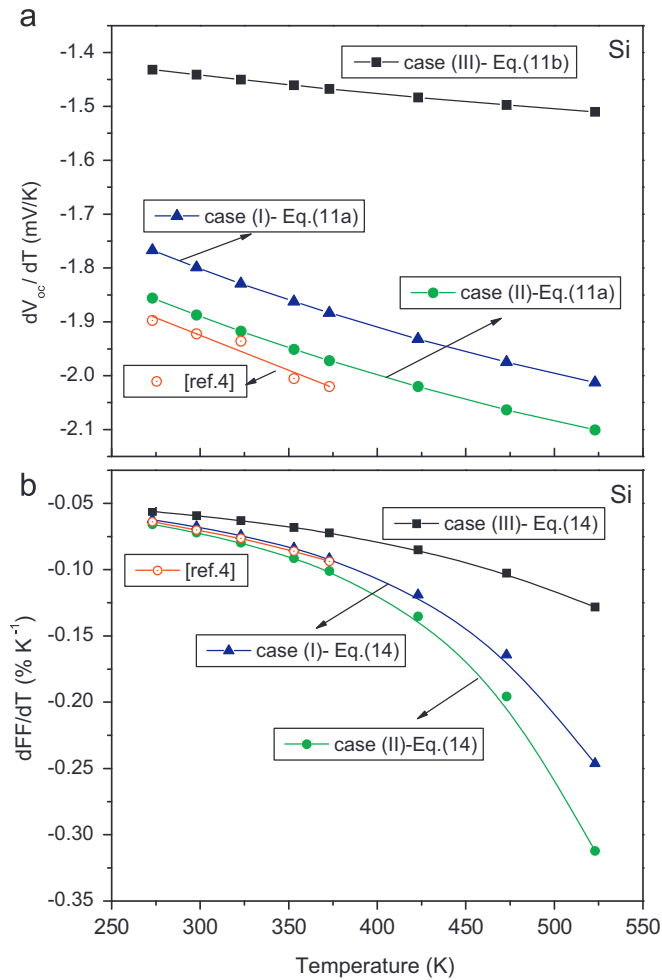 a
Si
case (III)- Eq.(11b)
case (I)- Eq.(11a)
case (II)-Eq.(11a)
[ref.4]
-1.4
-1.5
-1.6
-1.7
-1.8
-1.9
-2.0
-2.1
dVoc/ dT (mV/K)
b
Si
case (III)- Eq.(14)
[ref.4]
case (I)- Eq.(14)
case (II)-Eq.(14)
-0.05
-0.10
-0.15
-0.20
-0.25
-0.30
-0.35
dFF/dT (% K-1)
250 300 350 400 450 500 550
Temperature (K)